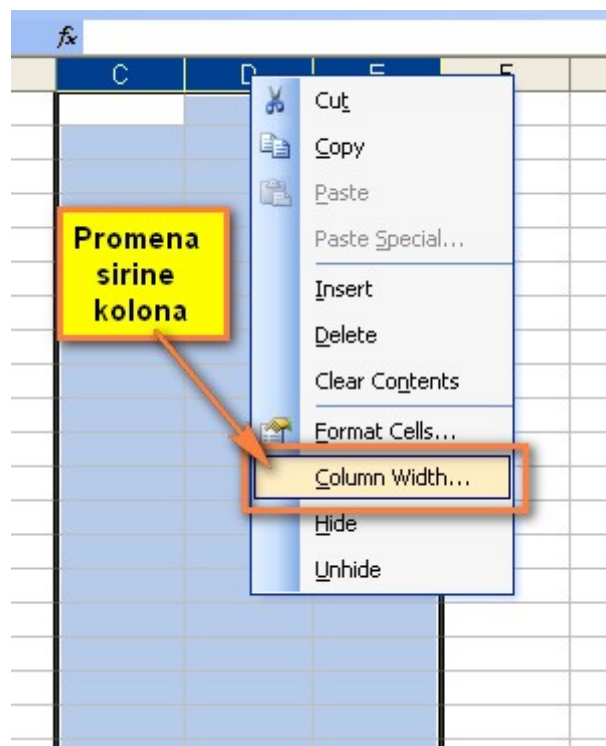 fx
C D E F
Cut
Copy
Paste
Paste Special...
Promena
sirine
kolona
Insert
Delete
Clear Contents
Format Cells...
Column Width...
Hide
Unhide